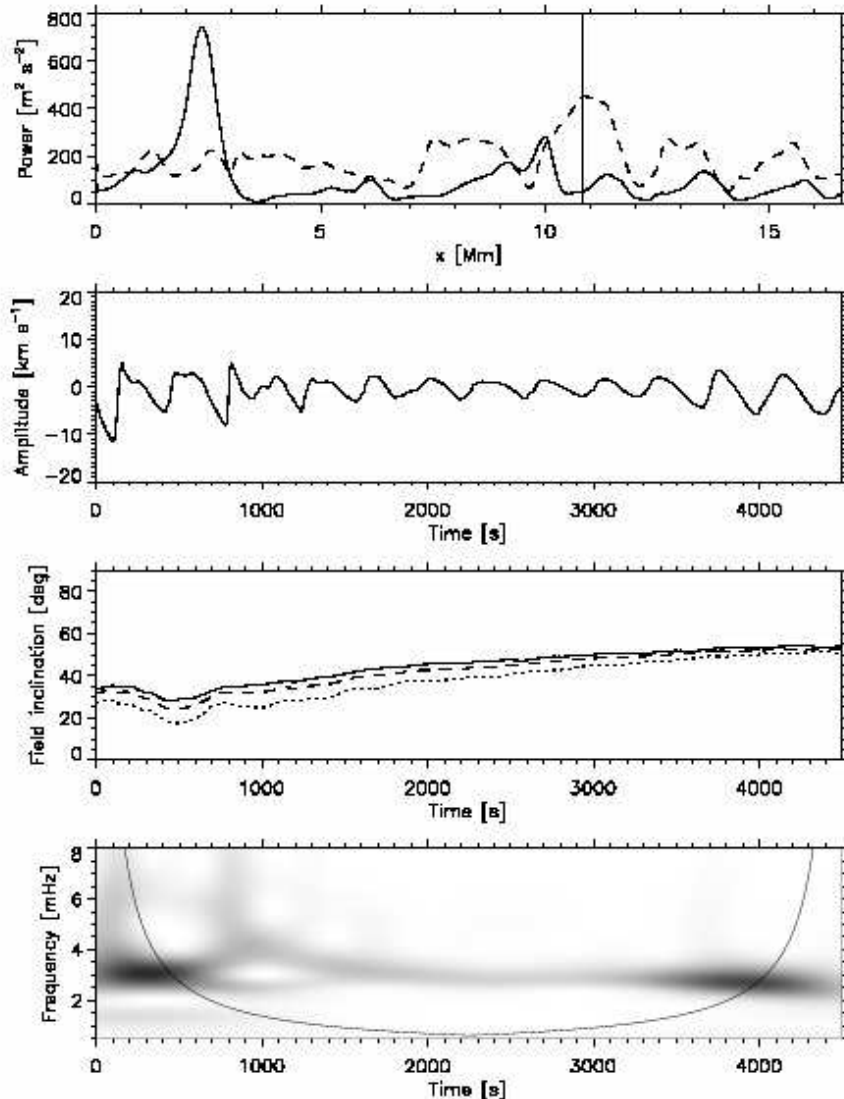 800
600
400
200
0
Power [m² s⁻²]
0 5 10 15
x [Mm]
20
10
0
-10
-20
Amplitude [km s⁻¹]
0 1000 2000 3000 4000
Time [s]
80
60
40
20
0
Field inclination [deg]
0 1000 2000 3000 4000
Time [s]
8
6
4
2
Frequency [mHz]
0 1000 2000 3000 4000
Time [s]